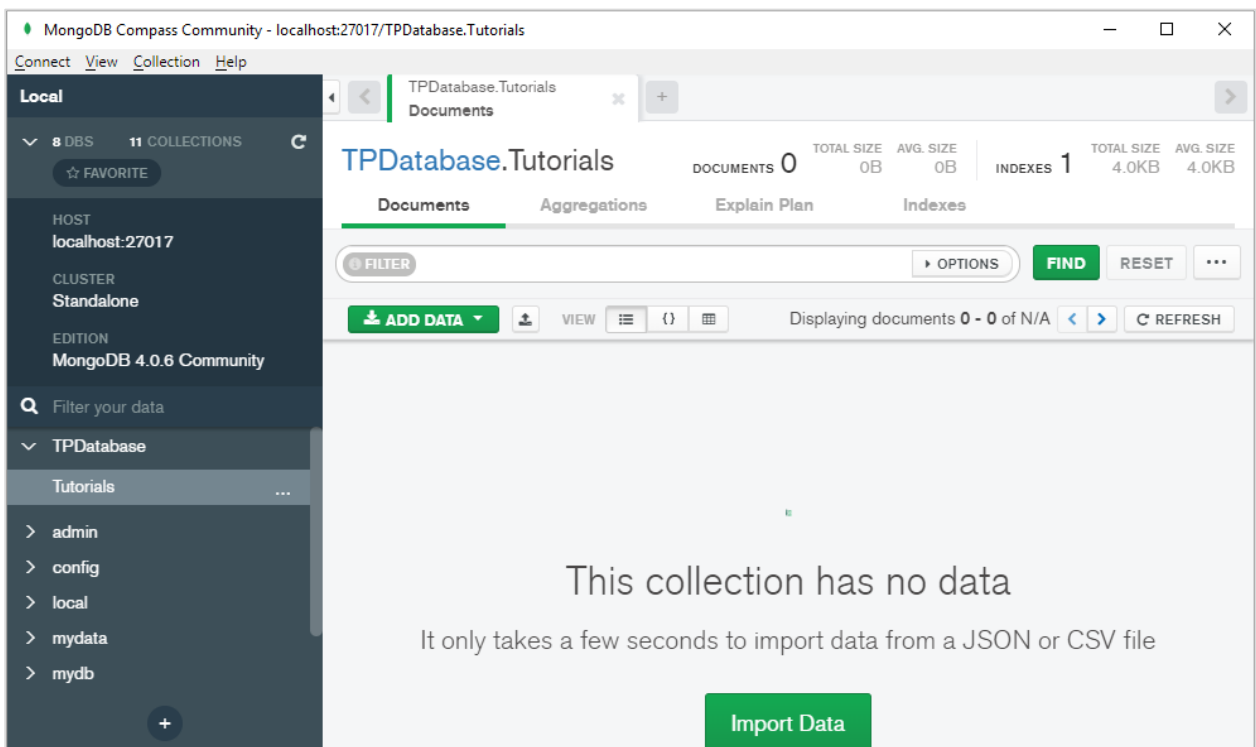 MongoDB Compass Community - localhost:27017/TPDatabase.Tutorials
Connect View Collection Help
Local
8 DBS 11 COLLECTIONS
FAVORITE
HOST
localhost:27017
CLUSTER
Standalone
EDITION
MongoDB 4.0.6 Community
Filter your data
TPDatabase
Tutorials ...
admin
config
local
mydata
mydb
+
TPDatabase.Tutorials
Documents
+
TPDatabase.Tutorials
DOCUMENTS 0 TOTAL SIZE 0B AVG. SIZE 0B INDEXES 1 TOTAL SIZE 4.0KB AVG. SIZE 4.0KB
Documents Aggregations Explain Plan Indexes
FILTER OPTIONS FIND RESET ...
ADD DATA VIEW {} Displaying documents 0 - 0 of N/A < > REFRESH
This collection has no data
It only takes a few seconds to import data from a JSON or CSV file
Import Data